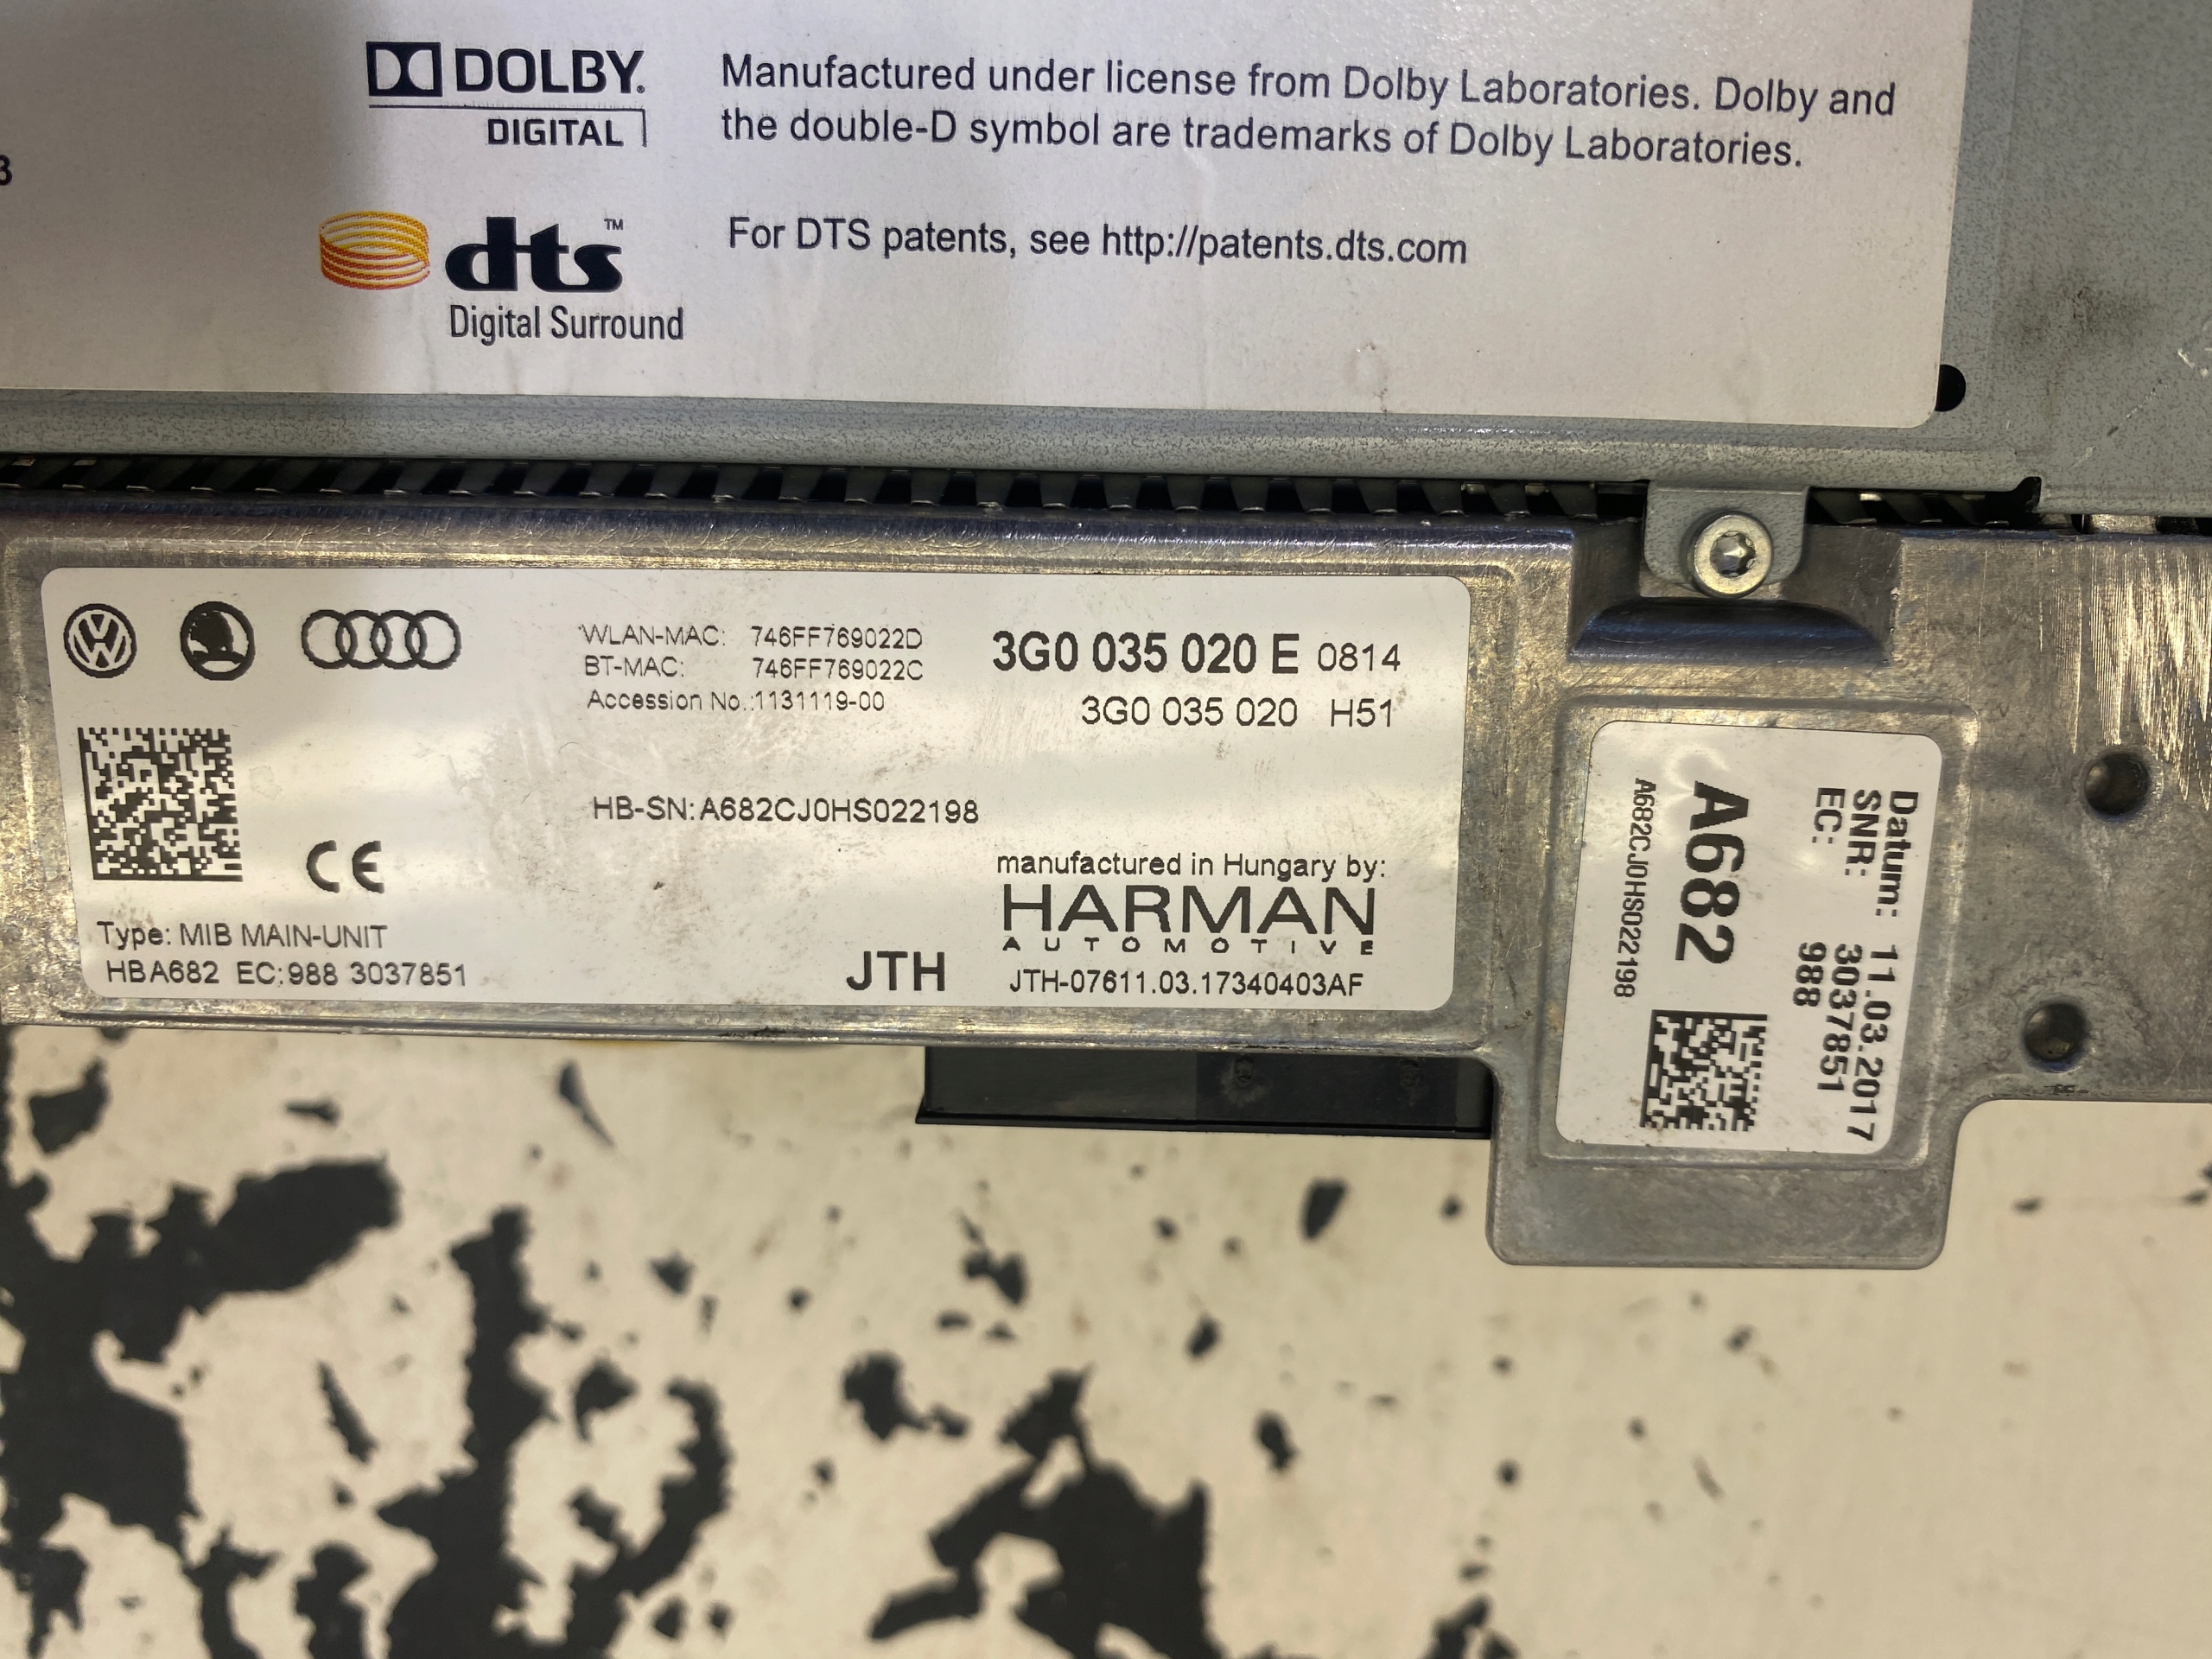 DOLBY.
DIGITAL
Manufactured under license from Dolby Laboratories. Dolby and
the double-D symbol are trademarks of Dolby Laboratories.
3
dts™
Digital Surround
For DTS patents, see http://patents.dts.com
WLAN-MAC: 746FF769022D
BT-MAC: 746FF769022C
Accession No.:1131119-00
3G0 035 020 E 0814
3G0 035 020 H51
HB-SN: A682CJ0HS022198
CE
Type: MIB MAIN-UNIT
HBA682 EC:988 3037851
JTH
manufactured in Hungary by:
HARMAN
AUTOMOTIVE
JTH-07611.03.17340403AF
Datum: 11.03.2017
SNR: 3037851
EC: 988
A682
A682CJ0HS022198